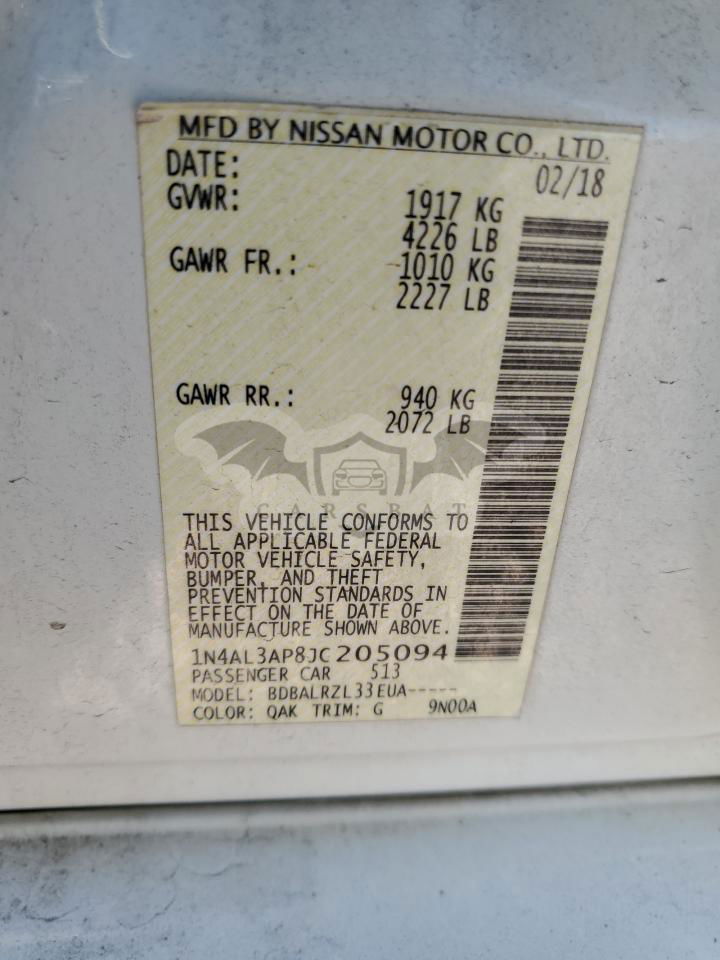 MFD BY NISSAN MOTOR CO., LTD.
DATE: 02/18
GVWR: 1917 KG
4226 LB
GAWR FR.: 1010 KG
2227 LB
GAWR RR.: 940 KG
2072 LB
CARSBAT
THIS VEHICLE CONFORMS TO
ALL APPLICABLE FEDERAL
MOTOR VEHICLE SAFETY,
BUMPER, AND THEFT
PREVENTION STANDARDS IN
EFFECT ON THE DATE OF
MANUFACTURE SHOWN ABOVE.
1N4AL3AP8JC205094
PASSENGER CAR 513
MODEL: BDBALRZL33EUA-----
COLOR: QAK TRIM: G 9N00A